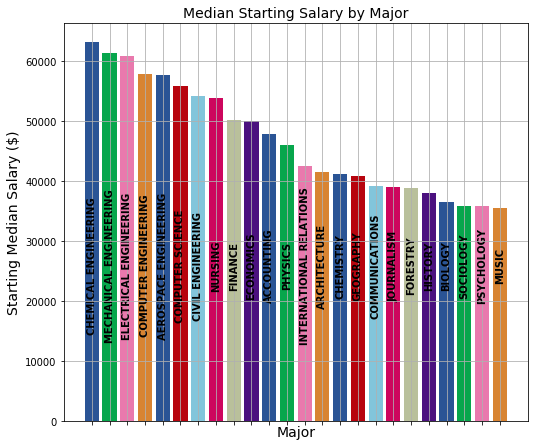 Median Starting Salary by Major
Starting Median Salary ($)
60000
50000
40000
30000
20000
10000
0
CHEMICAL ENGINEERING
MECHANICAL ENGINEERING
ELECTRICAL ENGINEERING
COMPUTER ENGINEERING
AEROSPACE ENGINEERING
COMPUTER SCIENCE
CIVIL ENGINEERING
NURSING
FINANCE
ECONOMICS
ACCOUNTING
PHYSICS
INTERNATIONAL RELATIONS
ARCHITECTURE
CHEMISTRY
GEOGRAPHY
COMMUNICATIONS
JOURNALISM
FORESTRY
HISTORY
BIOLOGY
SOCIOLOGY
PSYCHOLOGY
MUSIC
Major